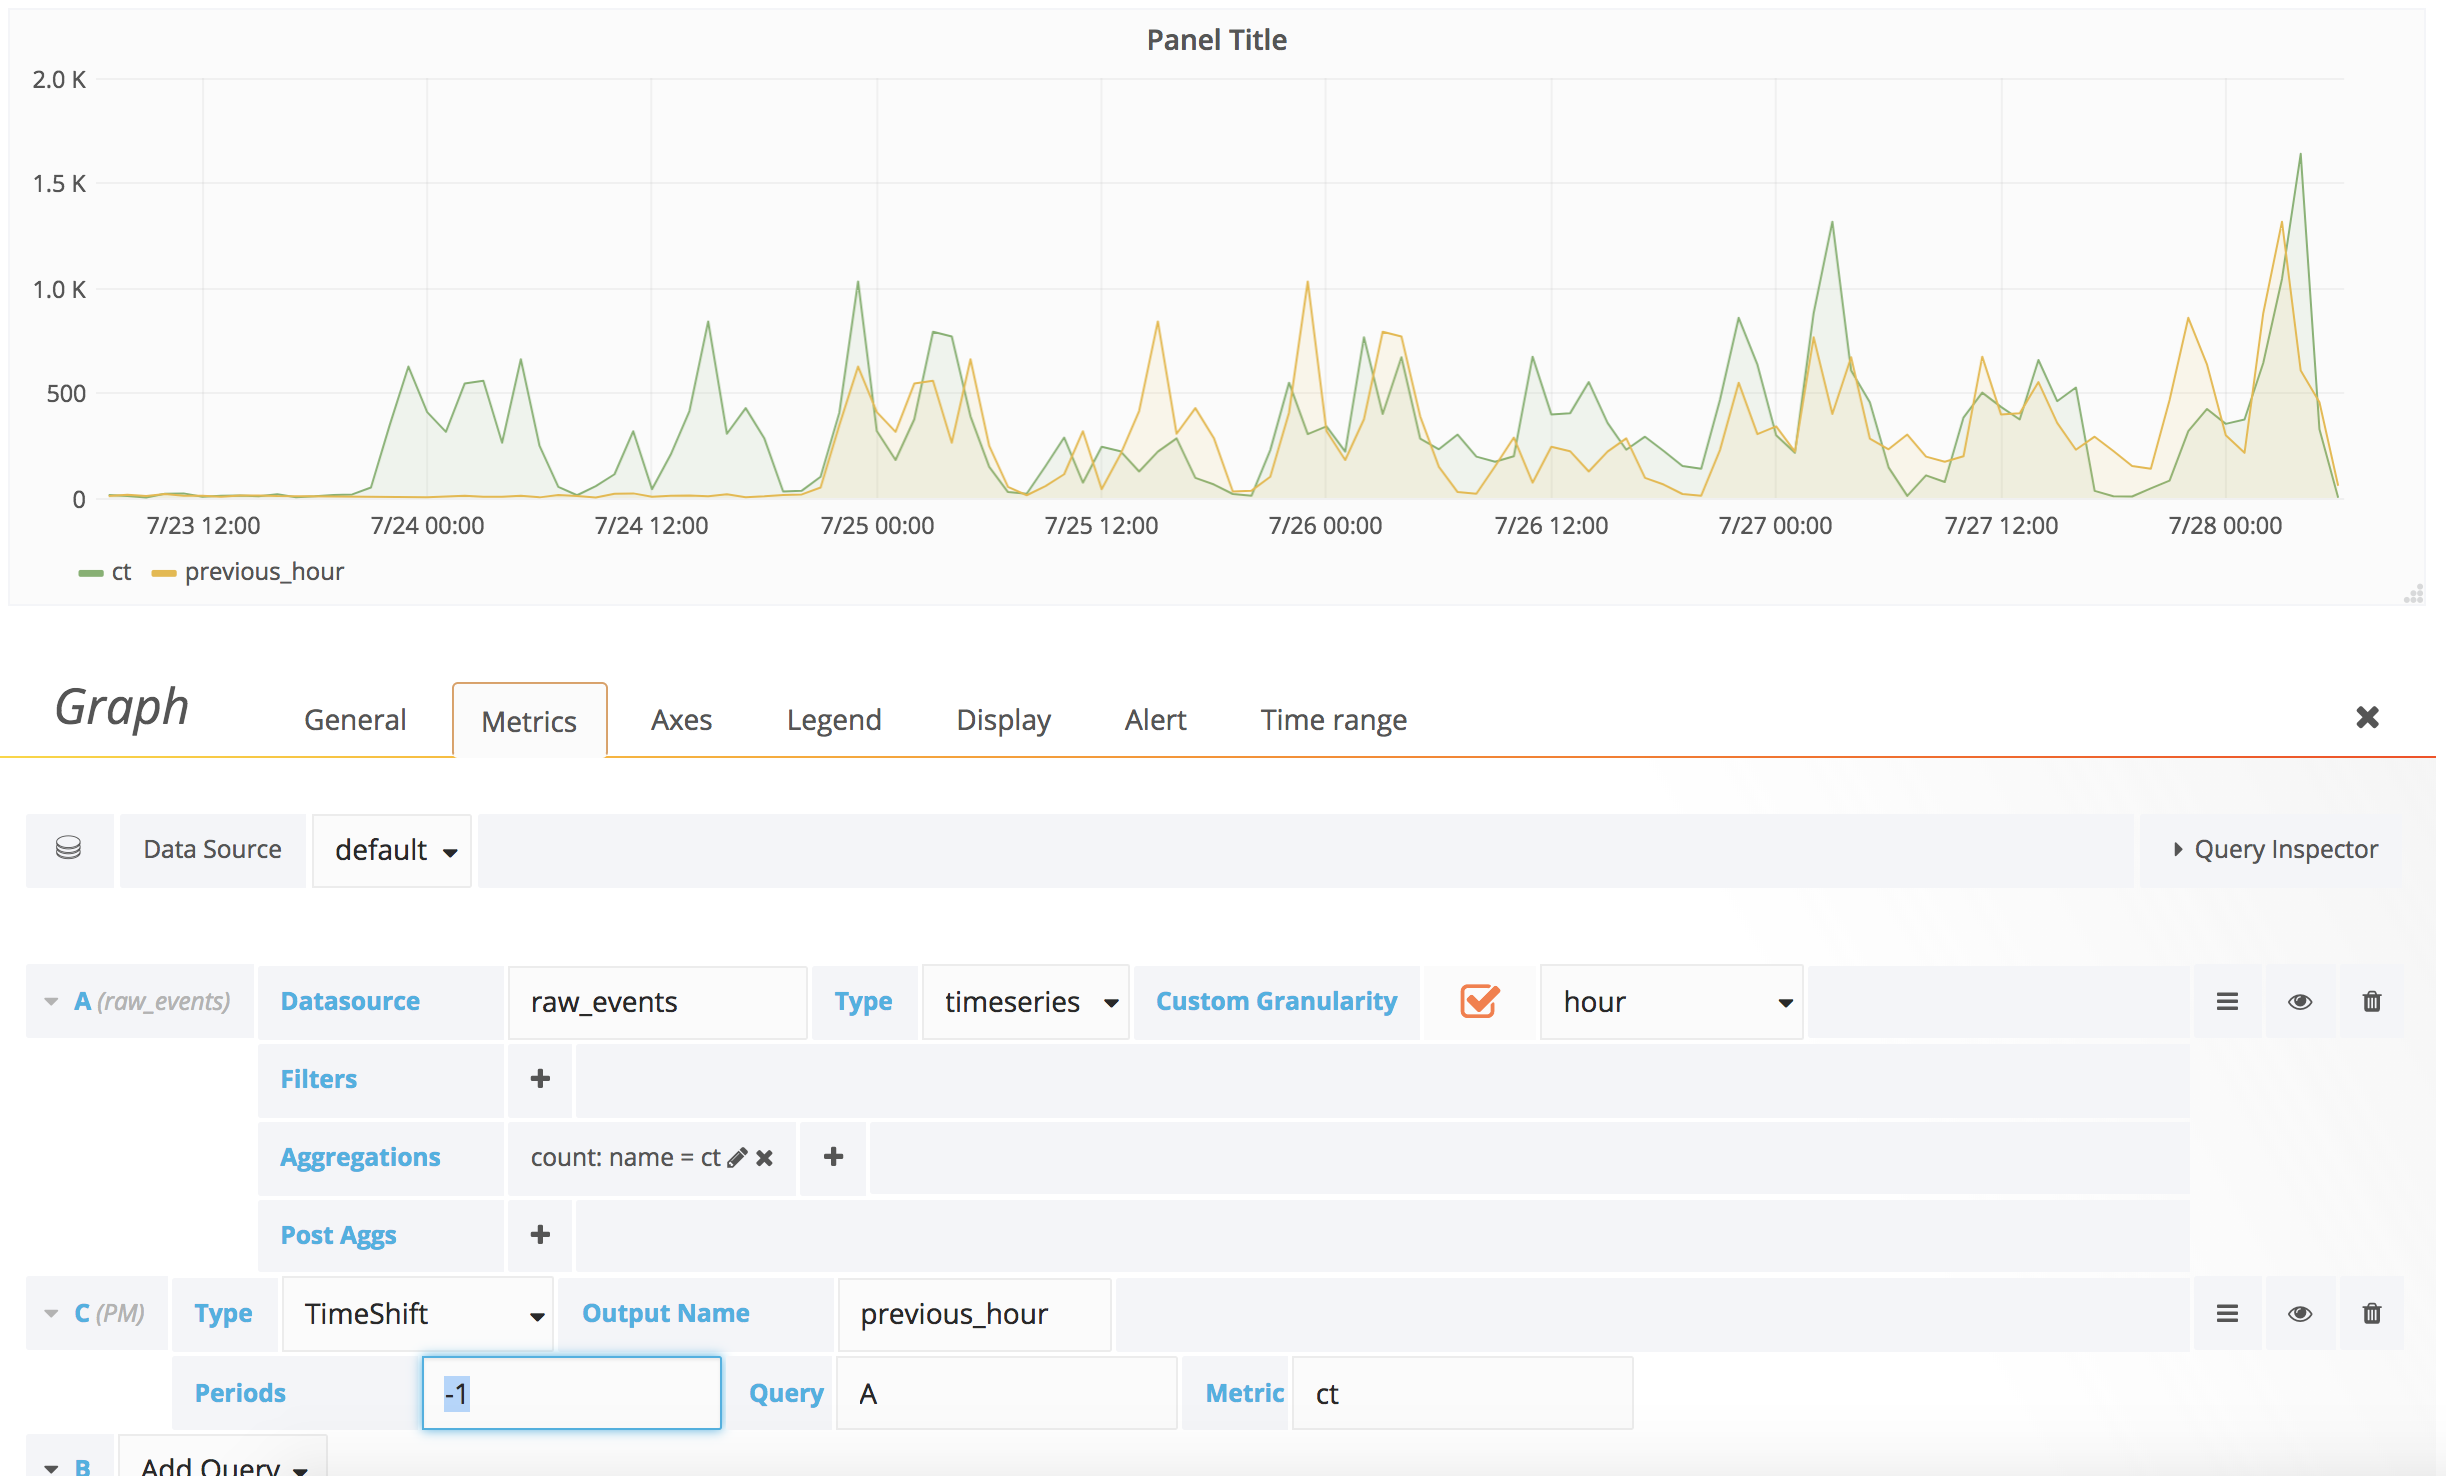 Panel Title
2.0 K
1.5 K
1.0 K
500
0
7/23 12:00 7/24 00:00 7/24 12:00 7/25 00:00 7/25 12:00 7/26 00:00 7/26 12:00 7/27 00:00 7/27 12:00 7/28 00:00
ct previous_hour
Graph General Metrics Axes Legend Display Alert Time range
Data Source default Query Inspector
A (raw_events) Datasource raw_events Type timeseries Custom Granularity hour
Filters
Aggregations count: name = ct
Post Aggs
C (PM) Type TimeShift Output Name previous_hour
Periods -1 Query A Metric ct
B Add Query